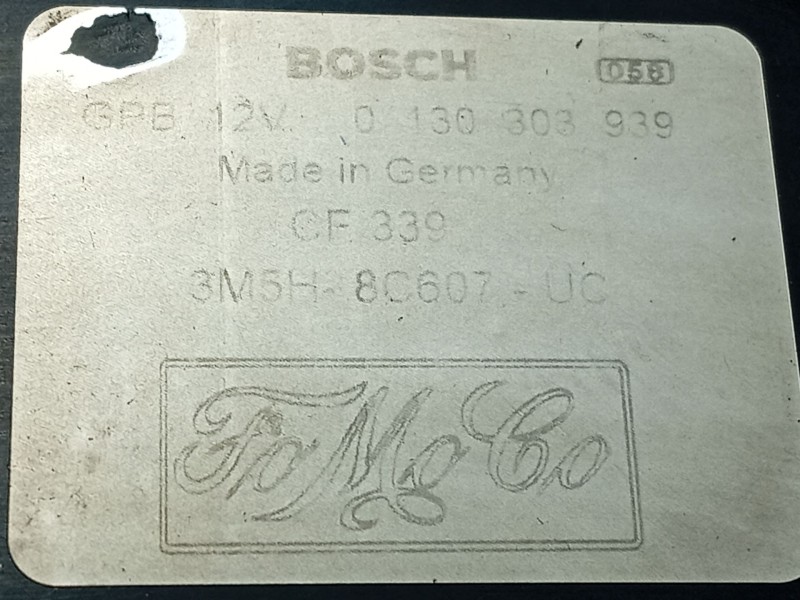 BOSCH 058
GPB 12V 0 130 303 939
Made in Germany
CF 339
3M5H-8C607-UC
FoMoCo